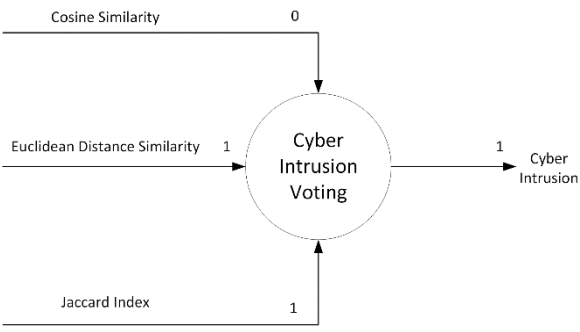 Cosine Similarity 0
Euclidean Distance Similarity 1
Cyber
Intrusion
Voting
1
Cyber
Intrusion
Jaccard Index 1